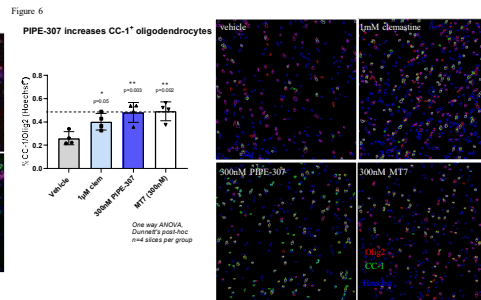 Figure 6
PIPE-307 increases CC-1⁺ oligodendrocytes
% CC-1/Olig2 (Hoechst⁺)
0.8
0.6
0.4
0.2
0.0
*
p=0.05
**
p=0.003
**
p=0.002
Vehicle
1µM clem
300nM PIPE-307
MT7 (300nM)
One way ANOVA,
Dunnett's post-hoc
n=4 slices per group
vehicle
1mM clemastine
300nM PIPE-307
300nM MT7
Olig2
CC-1
Hoechst